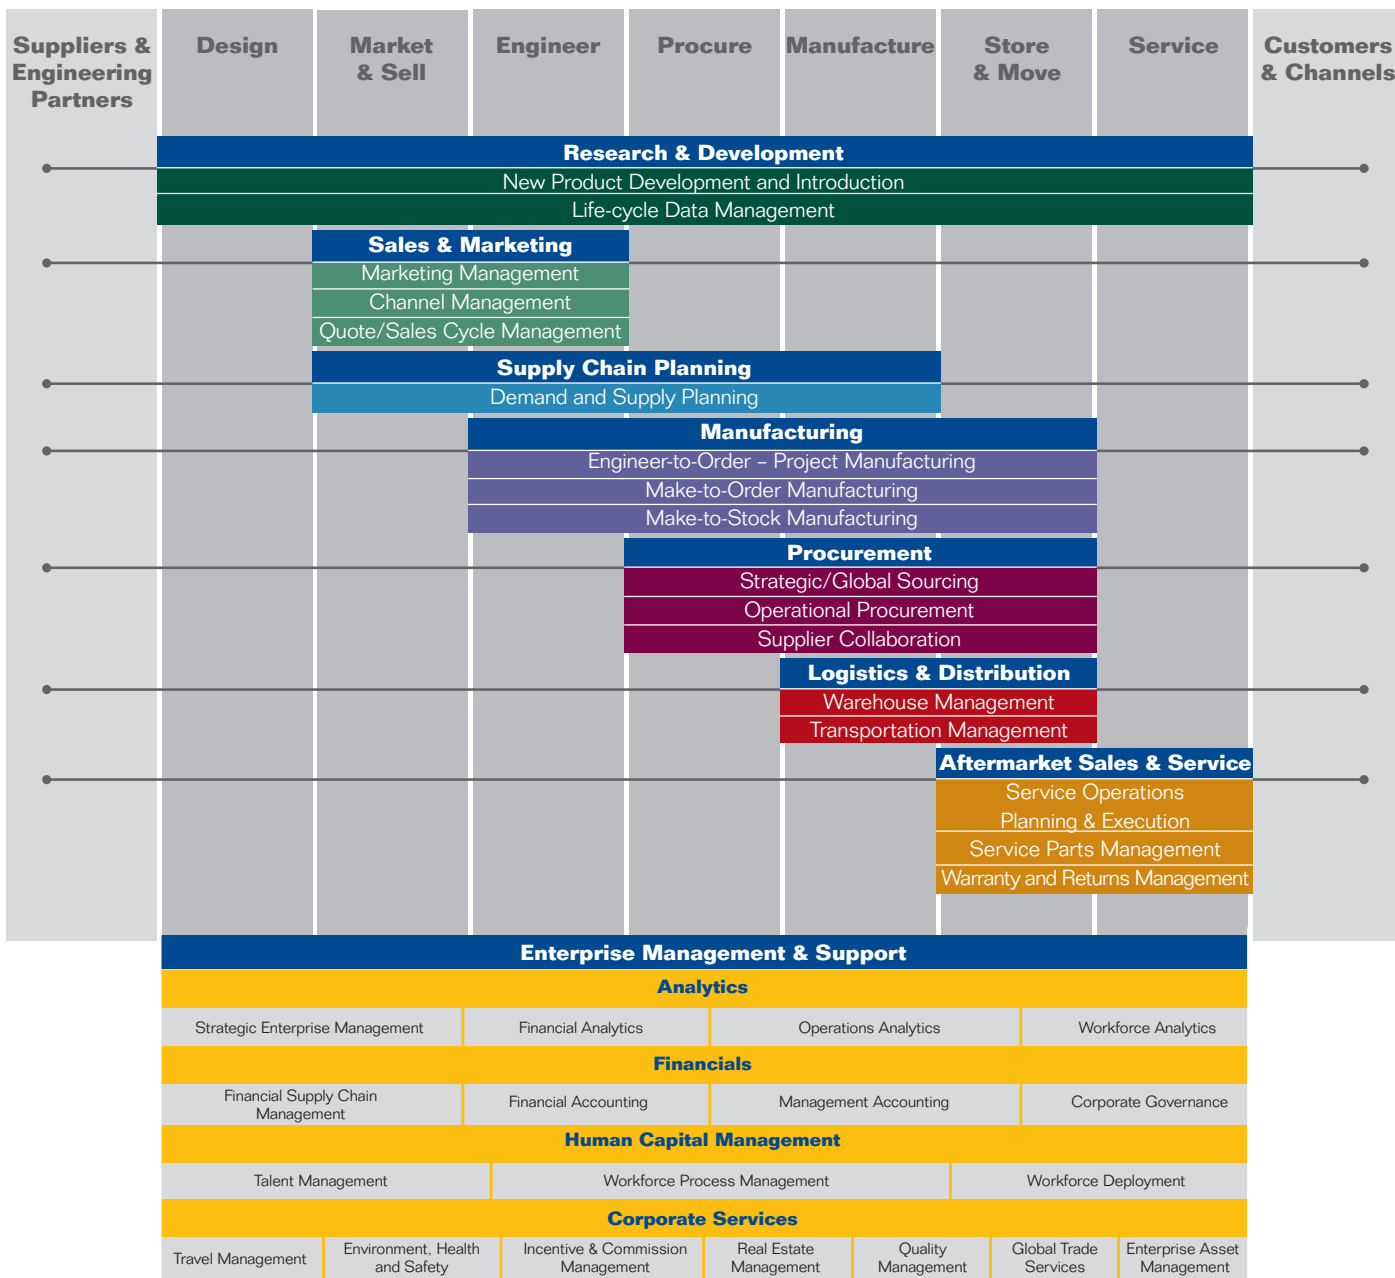 Suppliers &
Engineering
Partners
Design
Market
& Sell
Engineer
Procure
Manufacture
Store
& Move
Service
Customers
& Channels
Research & Development
New Product Development and Introduction
Life-cycle Data Management
Sales & Marketing
Marketing Management
Channel Management
Quote/Sales Cycle Management
Supply Chain Planning
Demand and Supply Planning
Manufacturing
Engineer-to-Order – Project Manufacturing
Make-to-Order Manufacturing
Make-to-Stock Manufacturing
Procurement
Strategic/Global Sourcing
Operational Procurement
Supplier Collaboration
Logistics & Distribution
Warehouse Management
Transportation Management
Aftermarket Sales & Service
Service Operations
Planning & Execution
Service Parts Management
Warranty and Returns Management
Enterprise Management & Support
Analytics
Strategic Enterprise Management
Financial Analytics
Operations Analytics
Workforce Analytics
Financials
Financial Supply Chain
Management
Financial Accounting
Management Accounting
Corporate Governance
Human Capital Management
Talent Management
Workforce Process Management
Workforce Deployment
Corporate Services
Travel Management
Environment, Health
and Safety
Incentive & Commission
Management
Real Estate
Management
Quality
Management
Global Trade
Services
Enterprise Asset
Management